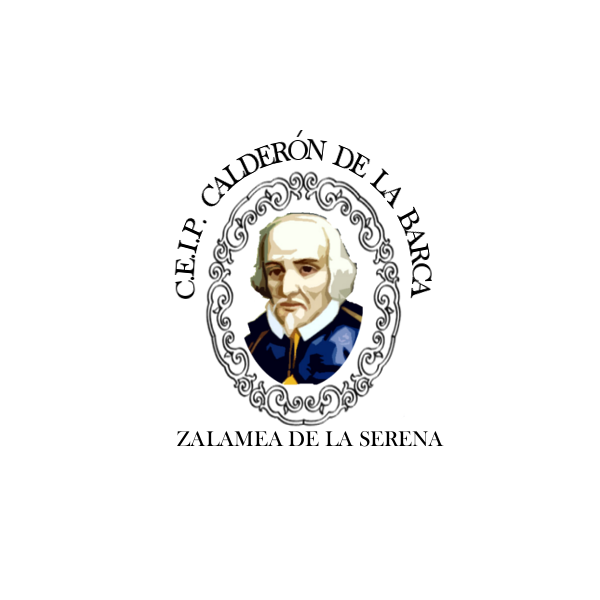 C.E.I.P. CALDERÓN DE LA BARCA
ZALAMEA DE LA SERENA